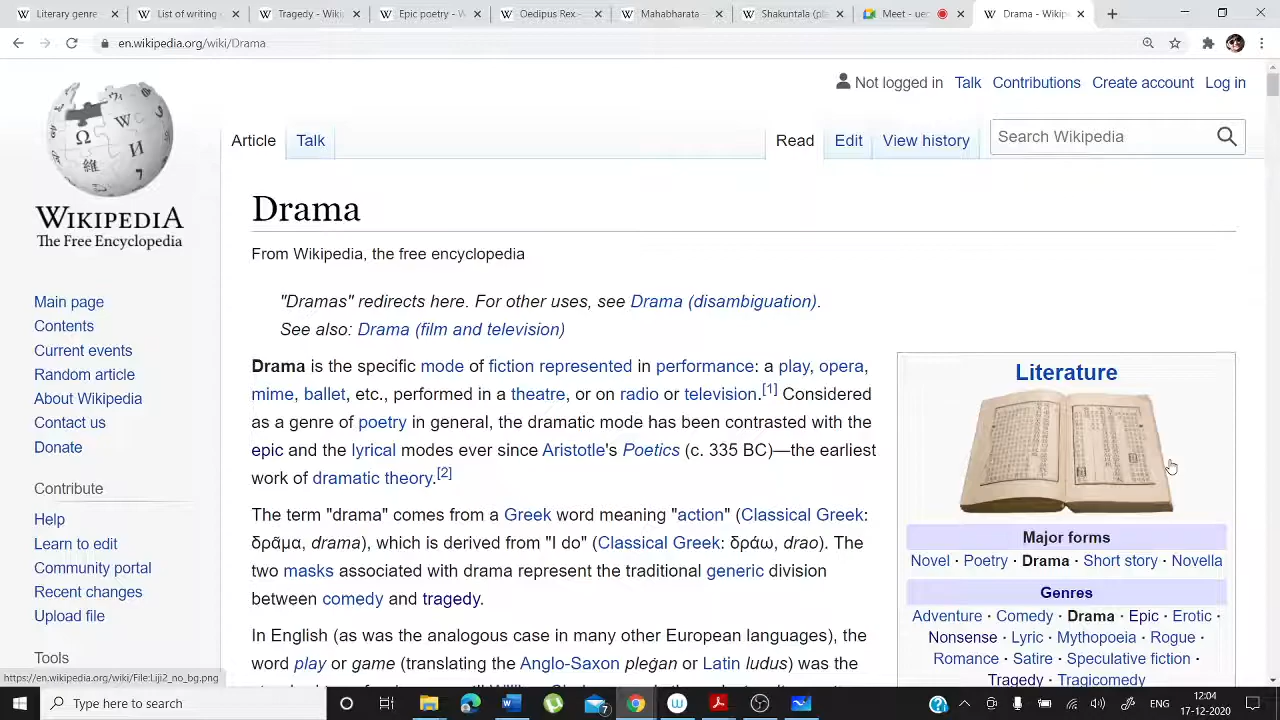 Literary genre
List of writing
Tragedy - Wiki
Epic poetry - W
Oedipus Rex -
Mahabharata
Shakuntala (pl
Meet - ue
Drama - Wikip
en.wikipedia.org/wiki/Drama
Not logged in Talk Contributions Create account Log in
Article Talk
Read Edit View history
Search Wikipedia
WIKIPEDIA
The Free Encyclopedia
Main page
Contents
Current events
Random article
About Wikipedia
Contact us
Donate
Contribute
Help
Learn to edit
Community portal
Recent changes
Upload file
Tools
Drama
From Wikipedia, the free encyclopedia
"Dramas" redirects here. For other uses, see Drama (disambiguation).
See also: Drama (film and television)
Drama is the specific mode of fiction represented in performance: a play, opera,
mime, ballet, etc., performed in a theatre, or on radio or television.[1] Considered
as a genre of poetry in general, the dramatic mode has been contrasted with the
epic and the lyrical modes ever since Aristotle's Poetics (c. 335 BC)—the earliest
work of dramatic theory.[2]
The term "drama" comes from a Greek word meaning "action" (Classical Greek:
δρᾶμα, drama), which is derived from "I do" (Classical Greek: δράω, drao). The
two masks associated with drama represent the traditional generic division
between comedy and tragedy.
In English (as was the analogous case in many other European languages), the
word play or game (translating the Anglo-Saxon pleġan or Latin ludus) was the
Literature
Major forms
Novel · Poetry · Drama · Short story · Novella
Genres
Adventure · Comedy · Drama · Epic · Erotic ·
Nonsense · Lyric · Mythopoeia · Rogue ·
Romance · Satire · Speculative fiction ·
Tragedy · Tragicomedy
https://en.wikipedia.org/wiki/File:Liji2_no_bg.png
Type here to search
7
ENG
12:04
17-12-2020